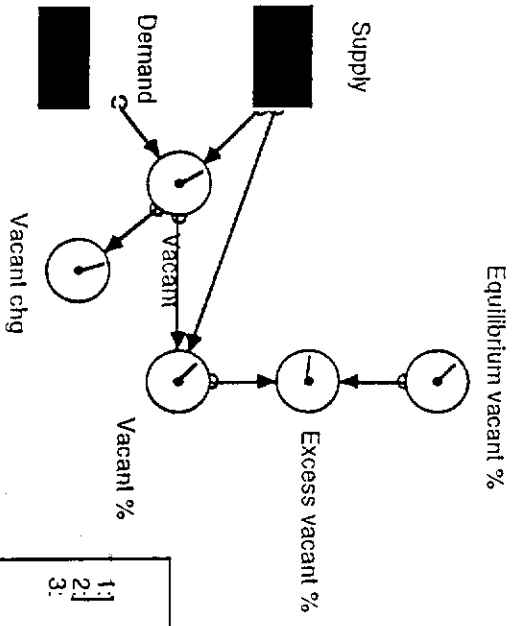 Supply
Demand
Vacant
Vacant chg
Vacant %
Equilibrium vacant %
Excess vacant %
1:
2:]
3: